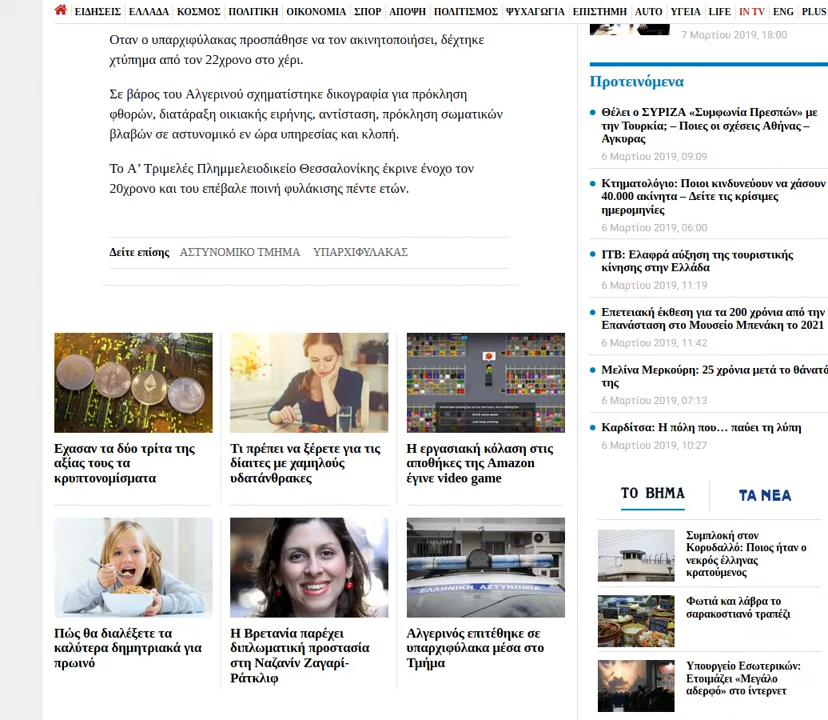 ΕΙΔΗΣΕΙΣ ΕΛΛΑΔΑ ΚΟΣΜΟΣ ΠΟΛΙΤΙΚΗ ΟΙΚΟΝΟΜΙΑ ΣΠΟΡ ΑΠΟΨΗ ΠΟΛΙΤΙΣΜΟΣ ΨΥΧΑΓΩΓΙΑ ΕΠΙΣΤΗΜΗ AUTO ΥΓΕΙΑ LIFE IN TV ENG PLUS
Οταν ο υπαρχιφύλακας προσπάθησε να τον ακινητοποιήσει, δέχτηκε
χτύπημα από τον 22χρονο στο χέρι.
Σε βάρος του Αλγερινού σχηματίστηκε δικογραφία για πρόκληση
φθορών, διατάραξη οικιακής ειρήνης, αντίσταση, πρόκληση σωματικών
βλαβών σε αστυνομικό εν ώρα υπηρεσίας και κλοπή.
Το Α’ Τριμελές Πλημμελειοδικείο Θεσσαλονίκης έκρινε ένοχο τον
20χρονο και του επέβαλε ποινή φυλάκισης πέντε ετών.
Δείτε επίσης ΑΣΤΥΝΟΜΙΚΟ ΤΜΗΜΑ ΥΠΑΡΧΙΦΥΛΑΚΑΣ
Εχασαν τα δύο τρίτα της
αξίας τους τα
κρυπτονομίσματα
Τι πρέπει να ξέρετε για τις
δίαιτες με χαμηλούς
υδατάνθρακες
Η εργασιακή κόλαση στις
αποθήκες της Amazon
έγινε video game
Πώς θα διαλέξετε τα
καλύτερα δημητριακά για
πρωινό
Η Βρετανία παρέχει
διπλωματική προστασία
στη Ναζανίν Ζαγαρί-
Ράτκλιφ
ΕΛΛΗΝΙΚΗ ΑΣΤΥΝΟΜΙΑ
Αλγερινός επιτέθηκε σε
υπαρχιφύλακα μέσα στο
Τμήμα
7 Μαρτίου 2019, 18:00
Προτεινόμενα
Θέλει ο ΣΥΡΙΖΑ «Συμφωνία Πρεσπών» με
την Τουρκία; – Ποιες οι σχέσεις Αθήνας –
Αγκυρας
6 Μαρτίου 2019, 09:09
Κτηματολόγιο: Ποιοι κινδυνεύουν να χάσουν
40.000 ακίνητα – Δείτε τις κρίσιμες
ημερομηνίες
6 Μαρτίου 2019, 06:00
ITB: Ελαφρά αύξηση της τουριστικής
κίνησης στην Ελλάδα
6 Μαρτίου 2019, 11:19
Επετειακή έκθεση για τα 200 χρόνια από την
Επανάσταση στο Μουσείο Μπενάκη το 2021
6 Μαρτίου 2019, 11:42
Μελίνα Μερκούρη: 25 χρόνια μετά το θάνατό
της
6 Μαρτίου 2019, 07:13
Καρδίτσα: Η πόλη που… παύει τη λύπη
6 Μαρτίου 2019, 10:27
ΤΟ ΒΗΜΑ ΤΑ ΝΕΑ
Συμπλοκή στον
Κορυδαλλό: Ποιος ήταν ο
νεκρός έλληνας
κρατούμενος
Φωτιά και λάβρα το
σαρακοστιανό τραπέζι
Υπουργείο Εσωτερικών:
Ετοιμάζει «Μεγάλο
αδερφό» στο ίντερνετ